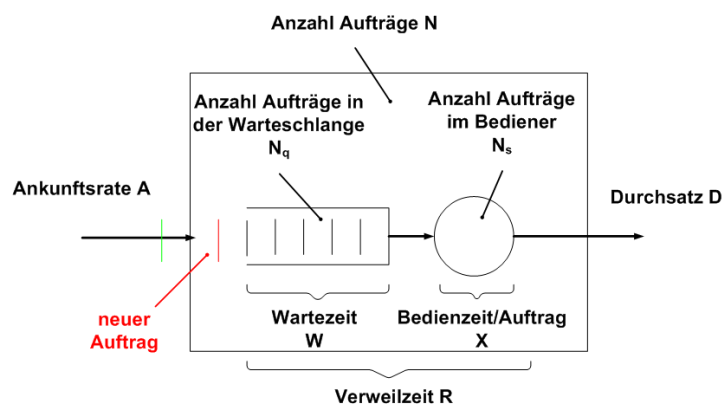 Anzahl Aufträge N
Anzahl Aufträge in
der Warteschlange
Nq
Anzahl Aufträge
im Bediener
Ns
Ankunftsrate A
Durchsatz D
neuer
Auftrag
Wartezeit
W
Bedienzeit/Auftrag
X
Verweilzeit R